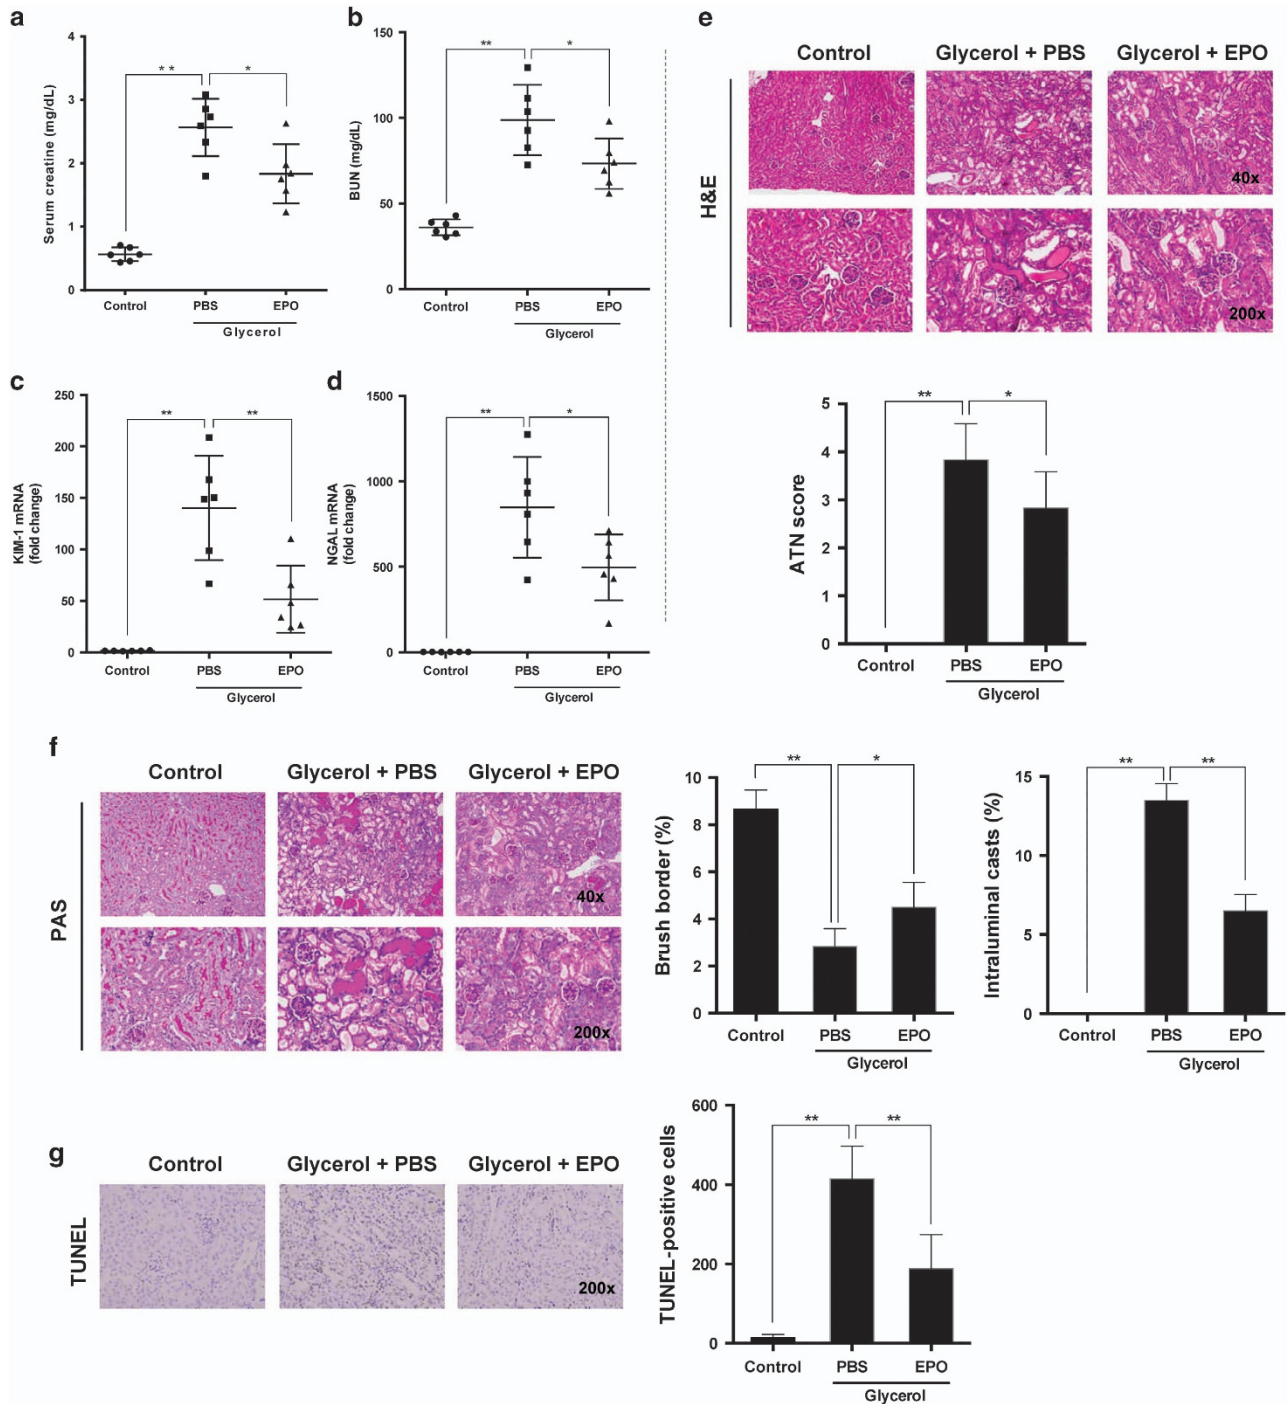 a
Serum creatine (mg/dL)
4
3
2
1
0
** *
Control PBS EPO
Glycerol
b
BUN (mg/dL)
150
100
50
0
** *
Control PBS EPO
Glycerol
c
KIM-1 mRNA
(fold change)
250
200
150
100
50
0
** **
Control PBS EPO
Glycerol
d
NGAL mRNA
(fold change)
1500
1000
500
0
** *
Control PBS EPO
Glycerol
e
Control Glycerol + PBS Glycerol + EPO
H&E
40x
200x
ATN score
5
4
3
2
1
0
** *
Control PBS EPO
Glycerol
f
Control Glycerol + PBS Glycerol + EPO
PAS
40x
200x
Brush border (%)
10
8
6
4
2
0
** *
Control PBS EPO
Glycerol
Intraluminal casts (%)
15
10
5
0
** **
Control PBS EPO
Glycerol
g
Control Glycerol + PBS Glycerol + EPO
TUNEL
200x
TUNEL-positive cells
600
400
200
0
** **
Control PBS EPO
Glycerol